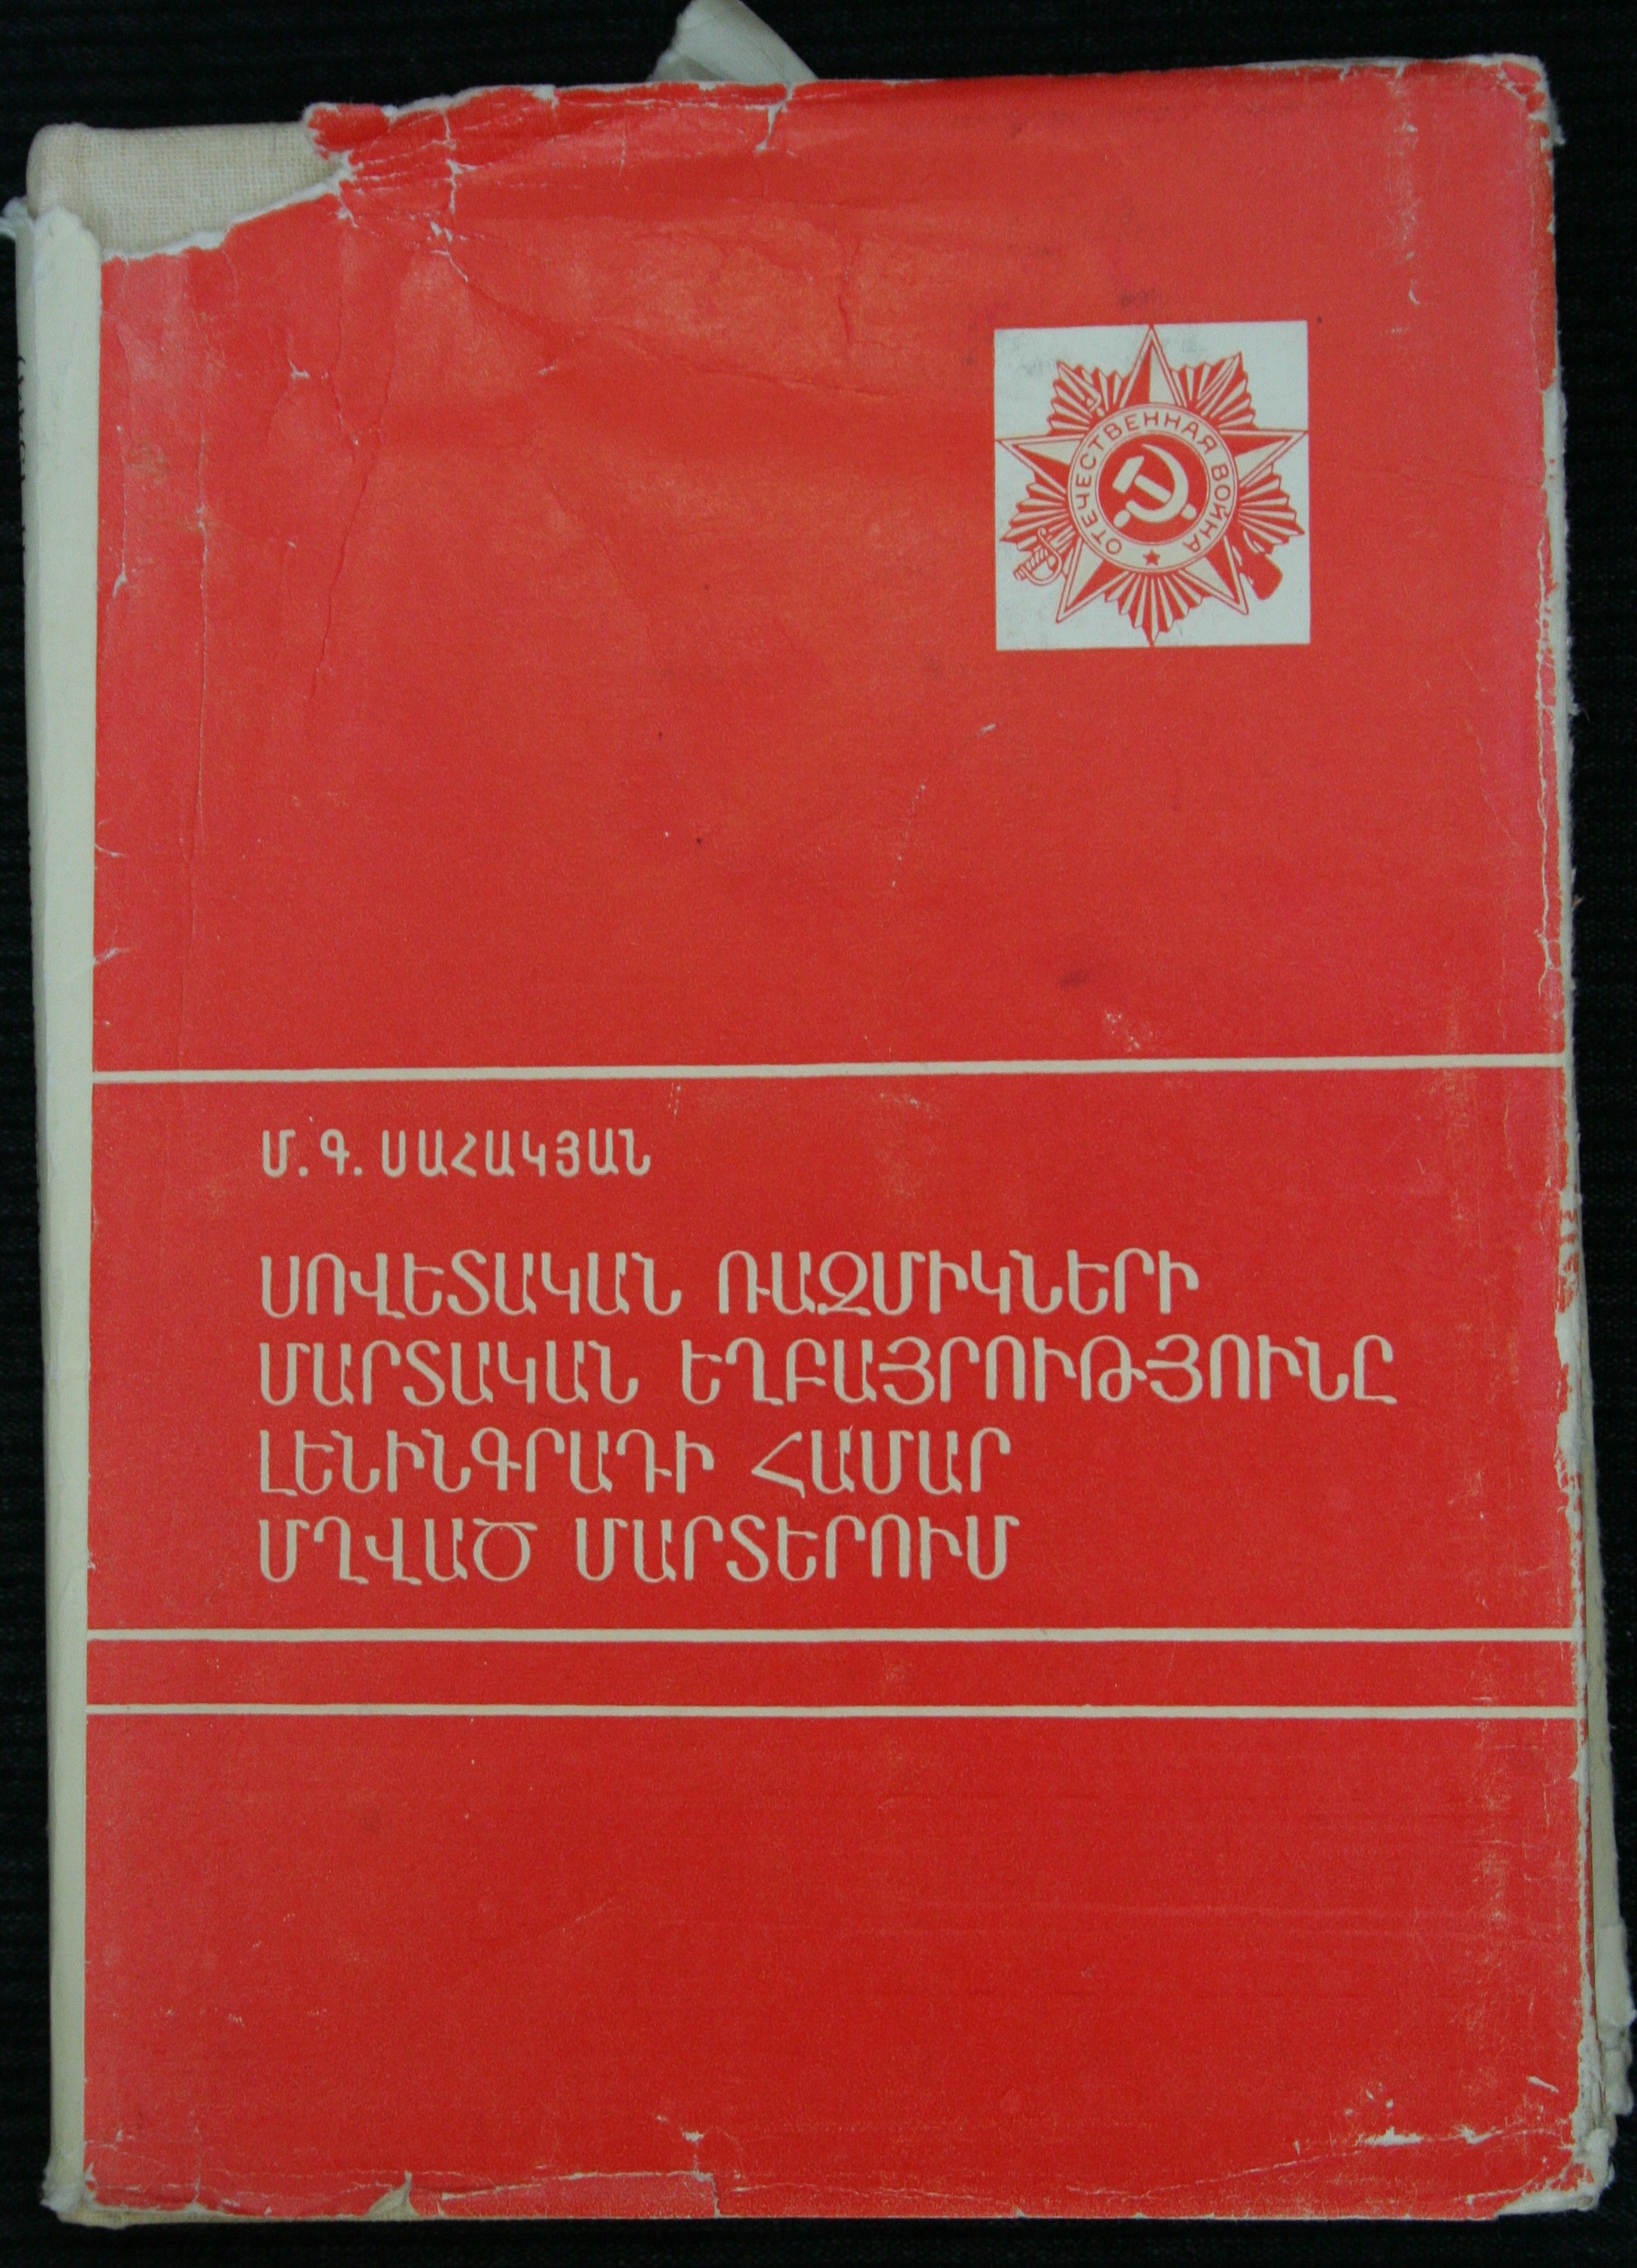 ОТЕЧЕСТВЕННАЯ ВОЙНА
Մ. Գ. ՍԱՀԱԿՅԱՆ
ՍՈՎԵՏԱԿԱՆ ՌԱԶՄԻԿՆԵՐԻ
ՄԱՐՏԱԿԱՆ ԵՂԲԱՅՐՈՒԹՅՈՒՆԸ
ԼԵՆԻՆԳՐԱԴԻ ՀԱՄԱՐ
ՄՂՎԱԾ ՄԱՐՏԵՐՈՒՄ